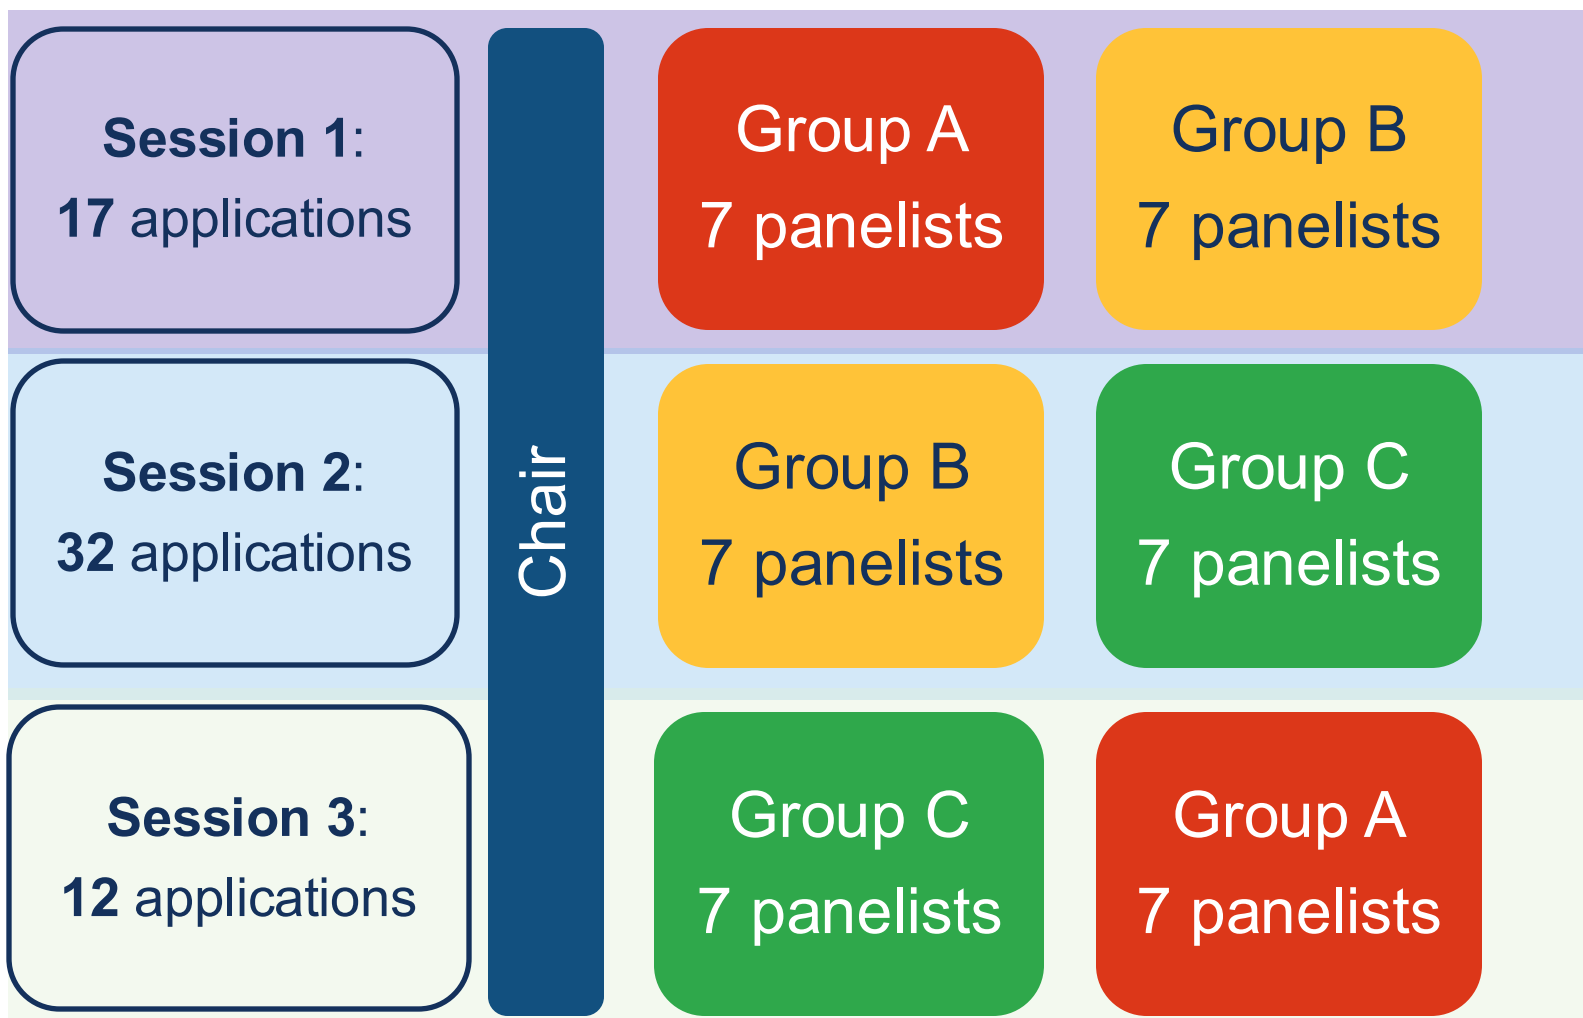 Session 1:
17 applications
Group A
7 panelists
Group B
7 panelists
Chair
Session 2:
32 applications
Group B
7 panelists
Group C
7 panelists
Session 3:
12 applications
Group C
7 panelists
Group A
7 panelists